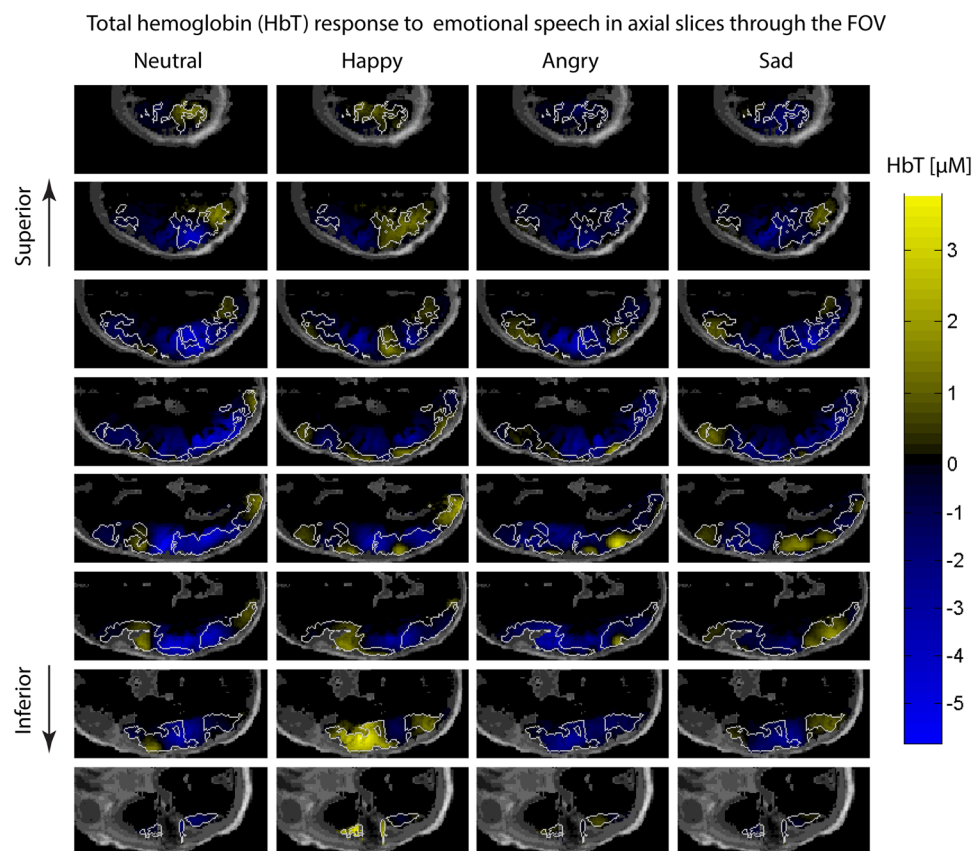 Total hemoglobin (HbT) response to emotional speech in axial slices through the FOV
Neutral
Happy
Angry
Sad
Superior
Inferior
HbT [μM]
3
2
1
0
-1
-2
-3
-4
-5